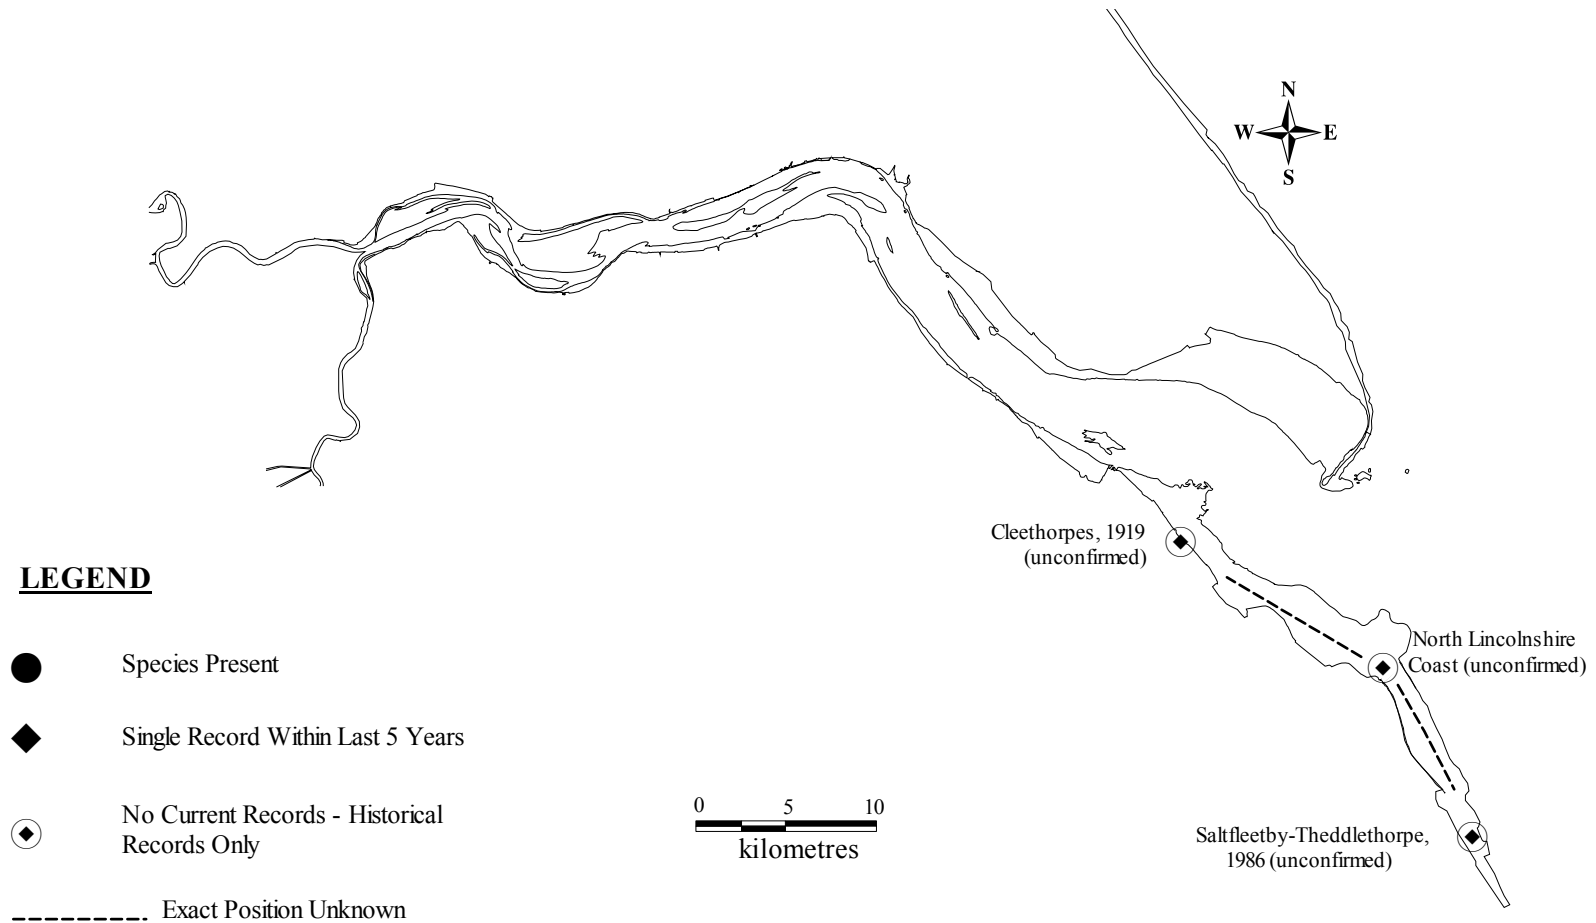 N
W E
S
Cleethorpes, 1919
(unconfirmed)
LEGEND
North Lincolnshire
Coast (unconfirmed)
Species Present
Single Record Within Last 5 Years
No Current Records - Historical
Records Only
0 5 10
kilometres
Saltfleetby-Theddlethorpe,
1986 (unconfirmed)
Exact Position Unknown